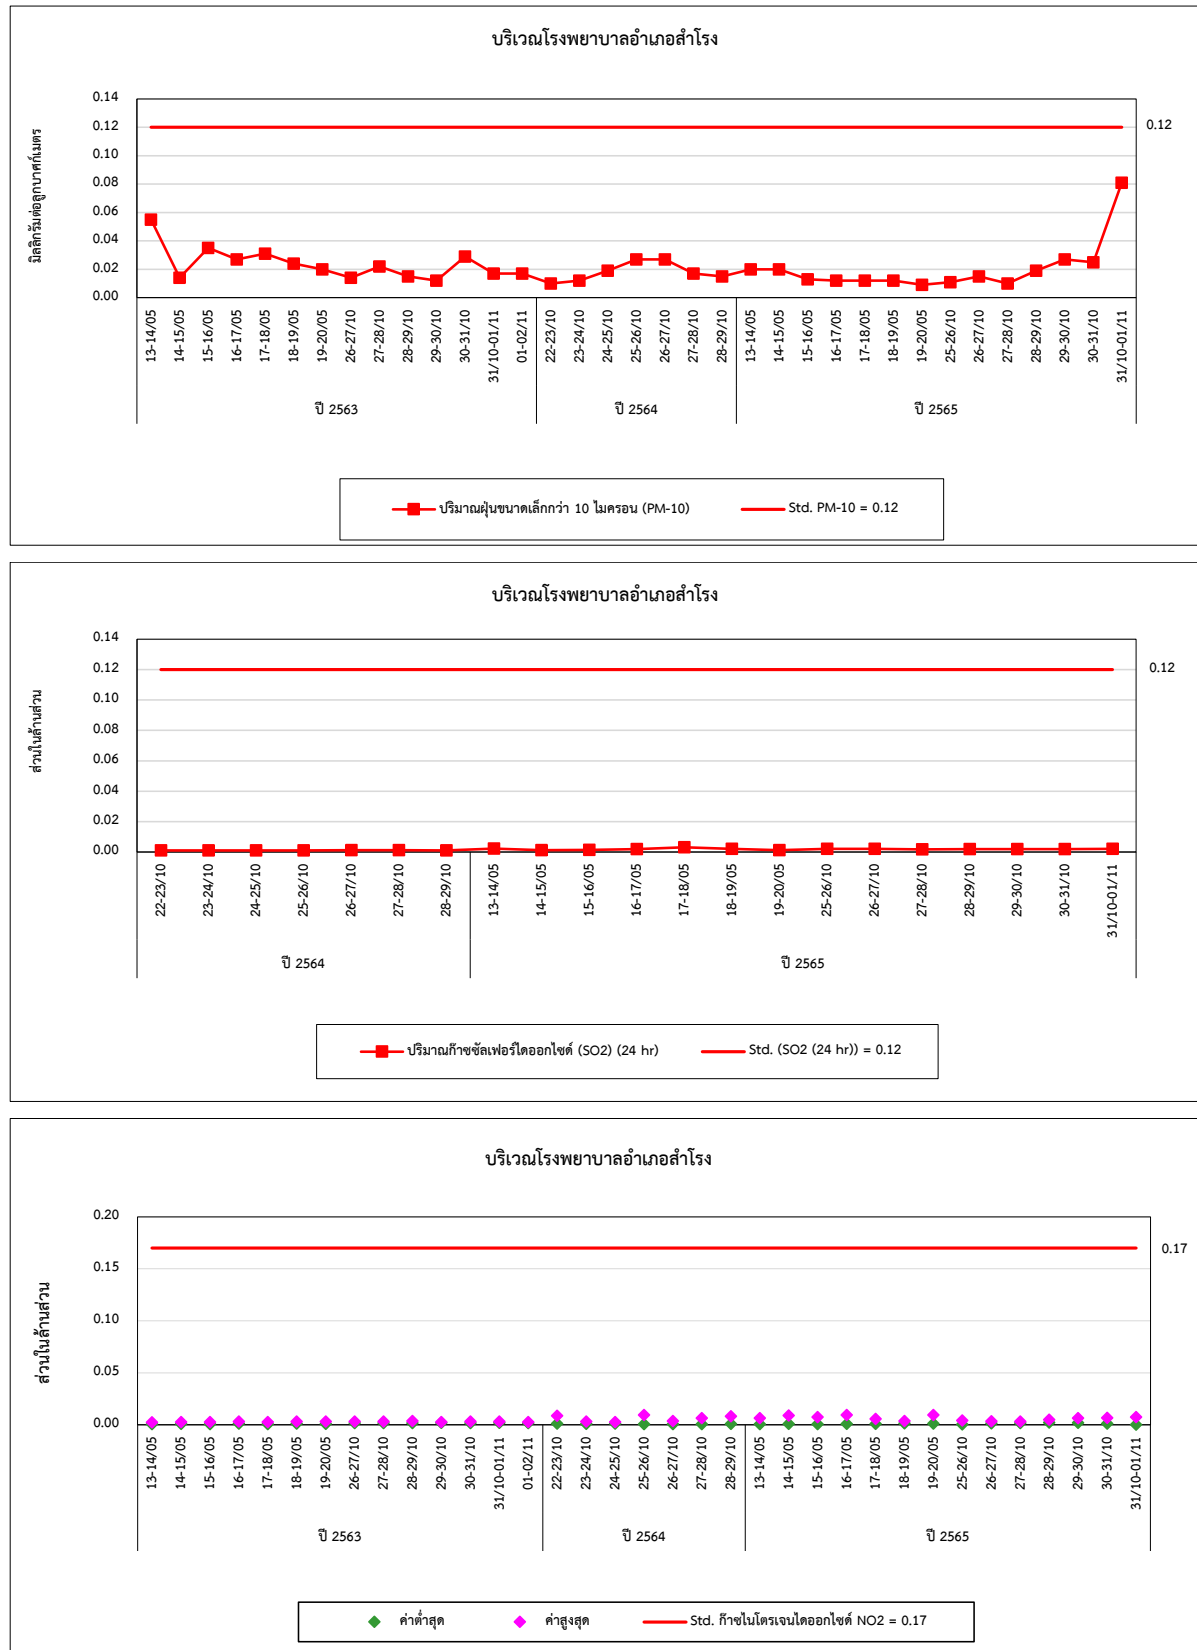 บริเวณโรงพยาบาลอำเภอสำโรง
มิลลิกรัมต่อลูกบาศก์เมตร
0.14
0.12
0.10
0.08
0.06
0.04
0.02
0.00
0.12
13-14/05 14-15/05 15-16/05 16-17/05 17-18/05 18-19/05 19-20/05 26-27/10 27-28/10 28-29/10 29-30/10 30-31/10 31/10-01/11 01-02/11 22-23/10 23-24/10 24-25/10 25-26/10 26-27/10 27-28/10 28-29/10 13-14/05 14-15/05 15-16/05 16-17/05 17-18/05 18-19/05 19-20/05 25-26/10 26-27/10 27-28/10 28-29/10 29-30/10 30-31/10 31/10-01/11
ปี 2563 ปี 2564 ปี 2565
ปริมาณฝุ่นขนาดเล็กกว่า 10 ไมครอน (PM-10) Std. PM-10 = 0.12
บริเวณโรงพยาบาลอำเภอสำโรง
ส่วนในล้านส่วน
0.14
0.12
0.10
0.08
0.06
0.04
0.02
0.00
0.12
22-23/10 23-24/10 24-25/10 25-26/10 26-27/10 27-28/10 28-29/10 13-14/05 14-15/05 15-16/05 16-17/05 17-18/05 18-19/05 19-20/05 25-26/10 26-27/10 27-28/10 28-29/10 29-30/10 30-31/10 31/10-01/11
ปี 2564 ปี 2565
ปริมาณก๊าซซัลเฟอร์ไดออกไซด์ (SO2) (24 hr) Std. (SO2 (24 hr)) = 0.12
บริเวณโรงพยาบาลอำเภอสำโรง
ส่วนในล้านส่วน
0.20
0.15
0.10
0.05
0.00
0.17
13-14/05 14-15/05 15-16/05 16-17/05 17-18/05 18-19/05 19-20/05 26-27/10 27-28/10 28-29/10 29-30/10 30-31/10 31/10-01/11 01-02/11 22-23/10 23-24/10 24-25/10 25-26/10 26-27/10 27-28/10 28-29/10 13-14/05 14-15/05 15-16/05 16-17/05 17-18/05 18-19/05 19-20/05 25-26/10 26-27/10 27-28/10 28-29/10 29-30/10 30-31/10 31/10-01/11
ปี 2563 ปี 2564 ปี 2565
ค่าต่ำสุด ค่าสูงสุด Std. ก๊าซไนโตรเจนไดออกไซด์ NO2 = 0.17